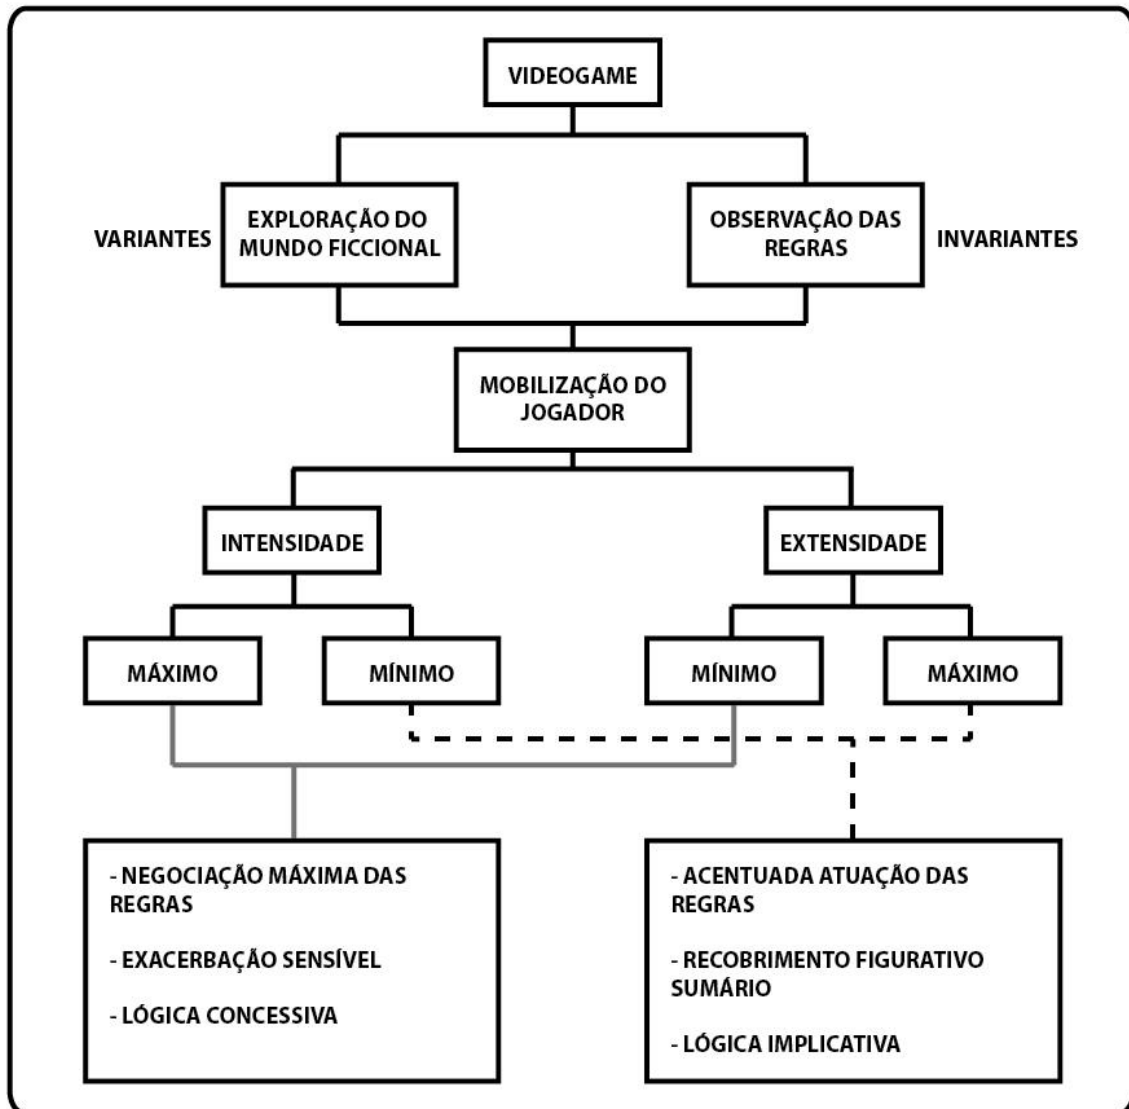 VIDEOGAME
VARIANTES
EXPLORAÇÃO DO
MUNDO FICCIONAL
OBSERVAÇÂO DAS
REGRAS
INVARIANTES
MOBILIZAÇÃO DO
JOGADOR
INTENSIDADE
EXTENSIDADE
MÁXIMO
MÍNIMO
MÍNIMO
MÁXIMO
- NEGOCIAÇÃO MÁXIMA DAS
REGRAS
- EXACERBAÇÃO SENSÍVEL
- LÓGICA CONCESSIVA
- ACENTUADA ATUAÇÃO DAS
REGRAS
- RECOBRIMENTO FIGURATIVO
SUMÁRIO
- LÓGICA IMPLICATIVA